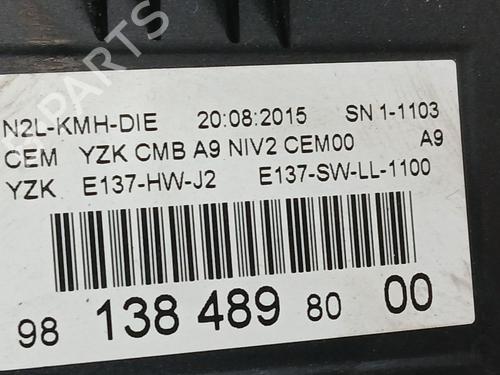 N2L-KMH-DIE 20:08:2015 SN 1-1103
CEM YZK CMB A9 NIV2 CEM00 A9
YZK E137-HW-J2 E137-SW-LL-1100
98 138 489 80 00